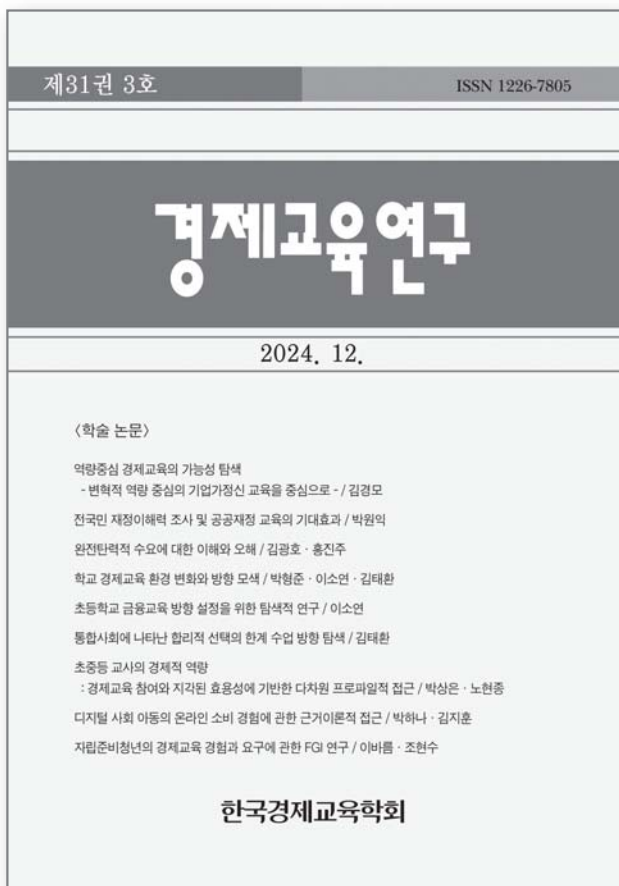 제31권 3호
ISSN 1226-7805
경제교육연구
2024. 12.
〈학술 논문〉
역량중심 경제교육의 가능성 탐색
- 변혁적 역량 중심의 기업가정신 교육을 중심으로 - / 김경모
전국민 재정이해력 조사 및 공공재정 교육의 기대효과 / 박원익
완전탄력적 수요에 대한 이해와 오해 / 김광호 · 홍진주
학교 경제교육 환경 변화와 방향 모색 / 박형준 · 이소연 · 김태환
초등학교 금융교육 방향 설정을 위한 탐색적 연구 / 이소연
통합사회에 나타난 합리적 선택의 한계 수업 방향 탐색 / 김태환
초중등 교사의 경제적 역량
: 경제교육 참여와 지각된 효용성에 기반한 다차원 프로파일적 접근 / 박상은 · 노현종
디지털 사회 아동의 온라인 소비 경험에 관한 근거이론적 접근 / 박하나 · 김지훈
자립준비청년의 경제교육 경험과 요구에 관한 FGI 연구 / 이바름 · 조현수
한국경제교육학회